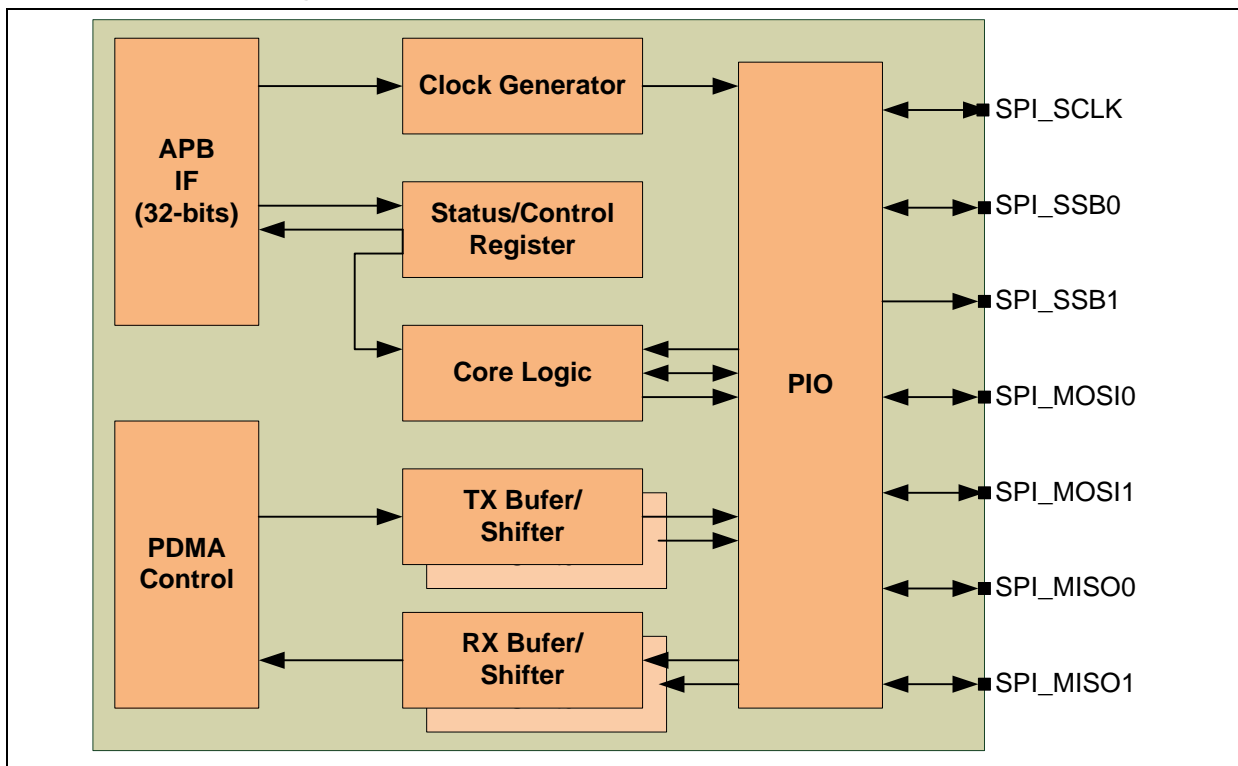 APB
IF
(32-bits)
Clock Generator
Status/Control
Register
Core Logic
PDMA
Control
TX Bufer/
Shifter
RX Bufer/
Shifter
PIO
SPI_SCLK
SPI_SSB0
SPI_SSB1
SPI_MOSI0
SPI_MOSI1
SPI_MISO0
SPI_MISO1